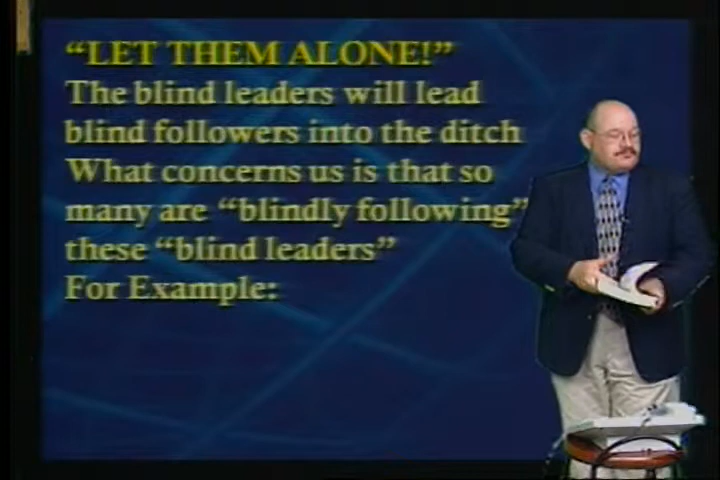 “LET THEM ALONE!”
The blind leaders will lead
blind followers into the ditch
What concerns us is that so
many are “blindly following”
these “blind leaders”
For Example: